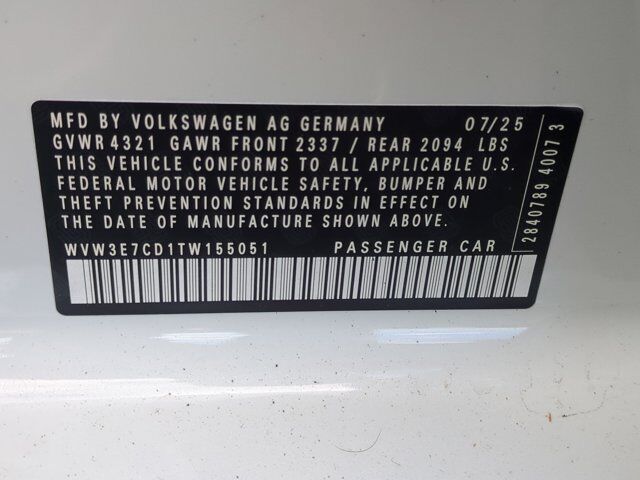 MFD BY VOLKSWAGEN AG GERMANY 07/25
GVWR 4321 GAWR FRONT 2337 / REAR 2094 LBS
THIS VEHICLE CONFORMS TO ALL APPLICABLE U.S.
FEDERAL MOTOR VEHICLE SAFETY, BUMPER AND
THEFT PREVENTION STANDARDS IN EFFECT ON
THE DATE OF MANUFACTURE SHOWN ABOVE.
WVW3E7CD1TW155051 PASSENGER CAR
2840789 4007 3